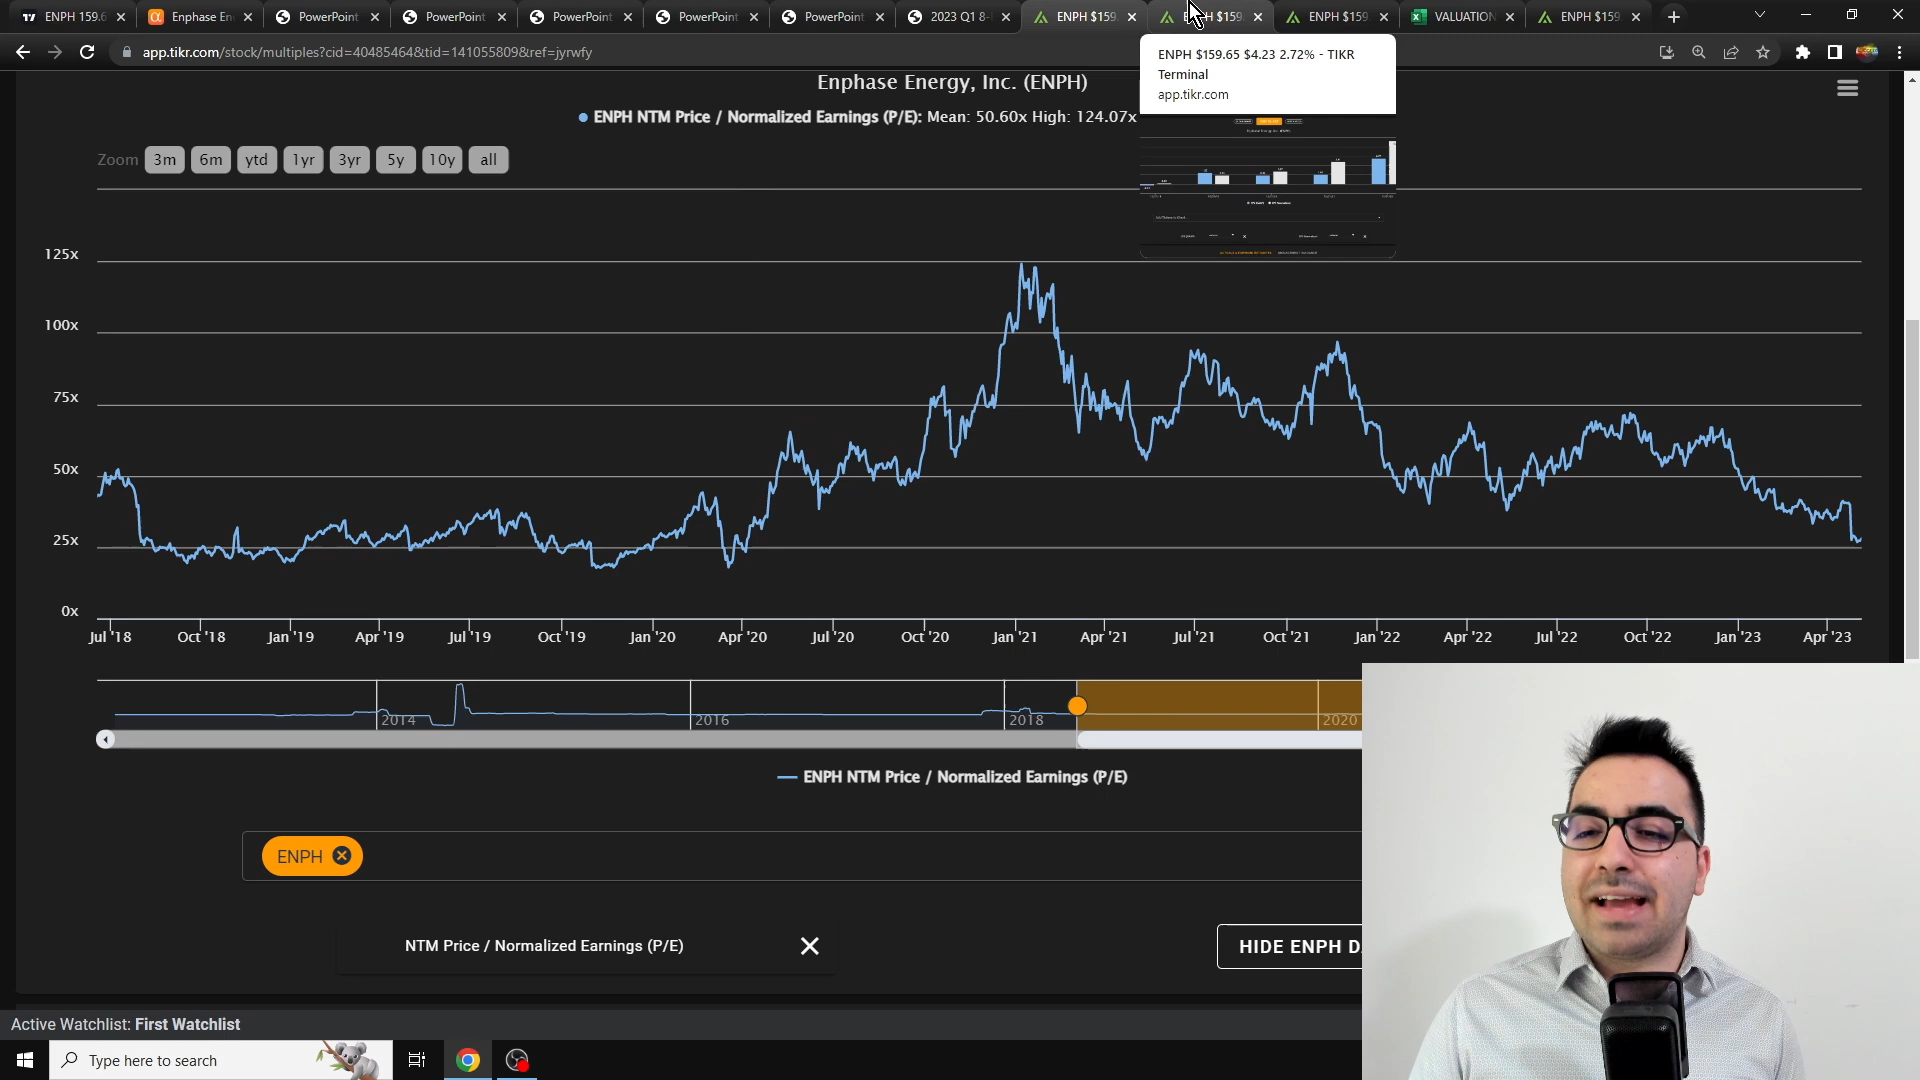 ENPH 159.6
Enphase En
PowerPoint
PowerPoint
PowerPoint
PowerPoint
PowerPoint
2023 Q1 8-
ENPH $159
H $159
ENPH $159
VALUATION
ENPH $159
app.tikr.com/stock/multiples?cid=40485464&tid=141055809&ref=jyrwfy
ENPH $159.65 $4.23 2.72% - TIKR
Terminal
app.tikr.com
Enphase Energy, Inc. (ENPH)
ENPH NTM Price / Normalized Earnings (P/E): Mean: 50.60x High: 124.07x
Zoom 3m 6m ytd 1yr 3yr 5y 10y all
125x
100x
75x
50x
25x
0x
Jul '18 Oct '18 Jan '19 Apr '19 Jul '19 Oct '19 Jan '20 Apr '20 Jul '20 Oct '20 Jan '21 Apr '21 Jul '21 Oct '21 Jan '22 Apr '22 Jul '22 Oct '22 Jan '23 Apr '23
2014 2016 2018 2020
ENPH NTM Price / Normalized Earnings (P/E)
ENPH
NTM Price / Normalized Earnings (P/E)
HIDE ENPH D
Active Watchlist: First Watchlist
Type here to search